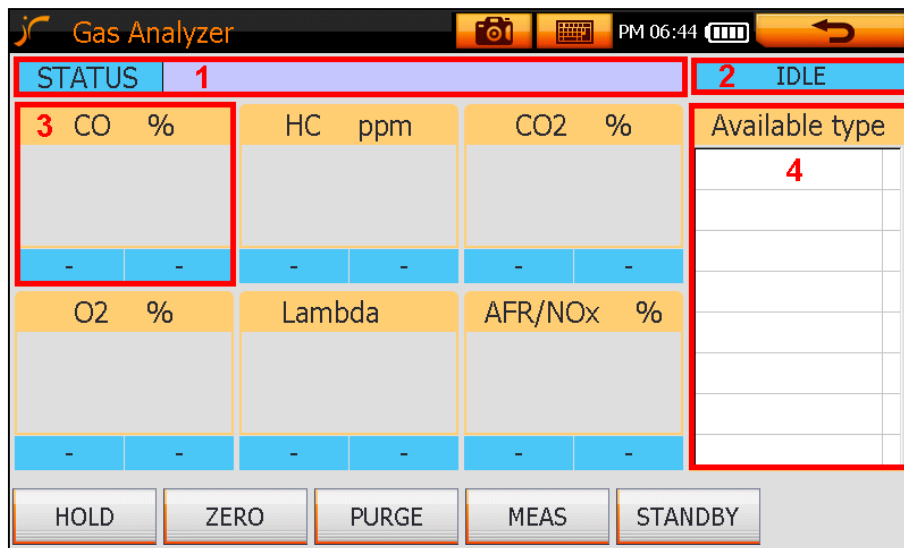 Gas Analyzer PM 06:44
STATUS 1 2 IDLE
3 CO % HC ppm CO2 % Available type
4
- - - - - -
O2 % Lambda AFR/NOx %
- - - - - -
HOLD ZERO PURGE MEAS STANDBY